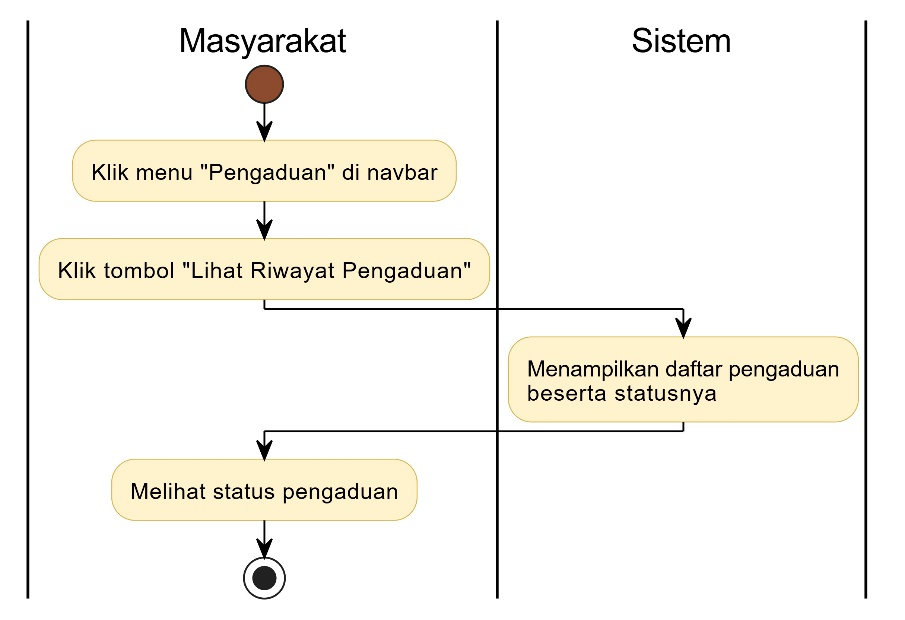 Masyarakat
Sistem
Klik menu "Pengaduan" di navbar
Klik tombol "Lihat Riwayat Pengaduan"
Menampilkan daftar pengaduan
beserta statusnya
Melihat status pengaduan